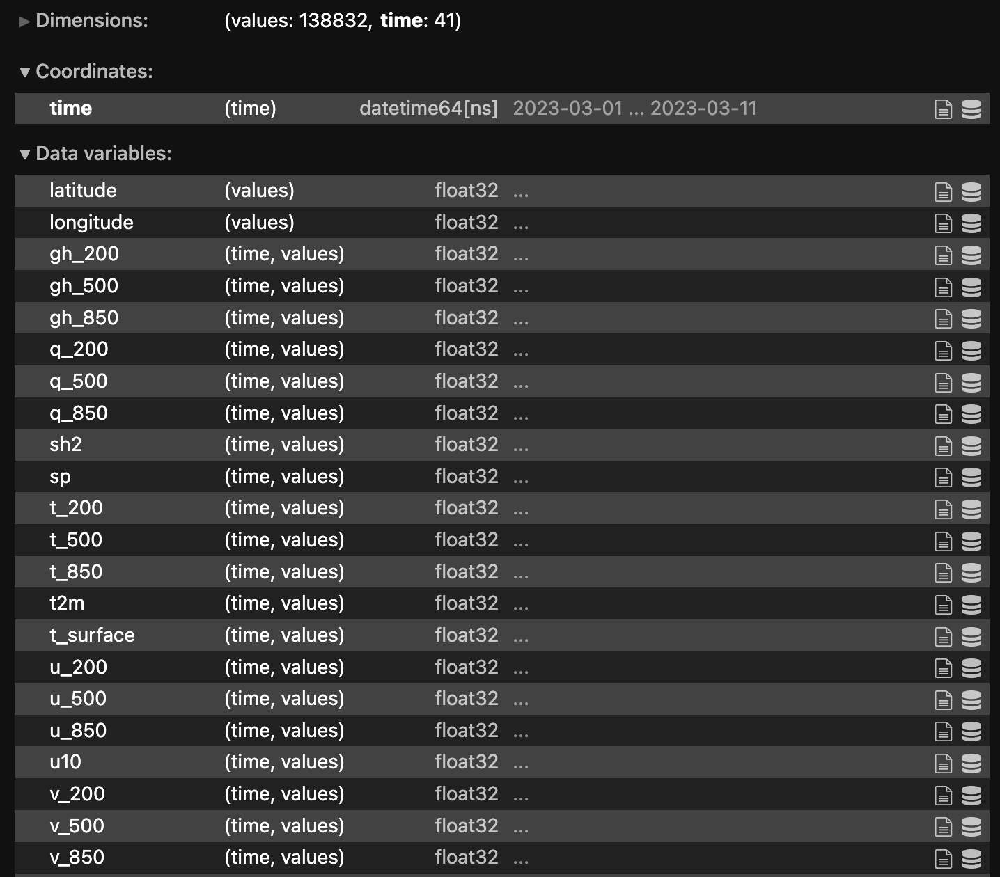 Dimensions: (values: 138832, time: 41)
Coordinates:
time (time) datetime64[ns] 2023-03-01 ... 2023-03-11
Data variables:
latitude (values) float32 ...
longitude (values) float32 ...
gh_200 (time, values) float32 ...
gh_500 (time, values) float32 ...
gh_850 (time, values) float32 ...
q_200 (time, values) float32 ...
q_500 (time, values) float32 ...
q_850 (time, values) float32 ...
sh2 (time, values) float32 ...
sp (time, values) float32 ...
t_200 (time, values) float32 ...
t_500 (time, values) float32 ...
t_850 (time, values) float32 ...
t2m (time, values) float32 ...
t_surface (time, values) float32 ...
u_200 (time, values) float32 ...
u_500 (time, values) float32 ...
u_850 (time, values) float32 ...
u10 (time, values) float32 ...
v_200 (time, values) float32 ...
v_500 (time, values) float32 ...
v_850 (time, values) float32 ...